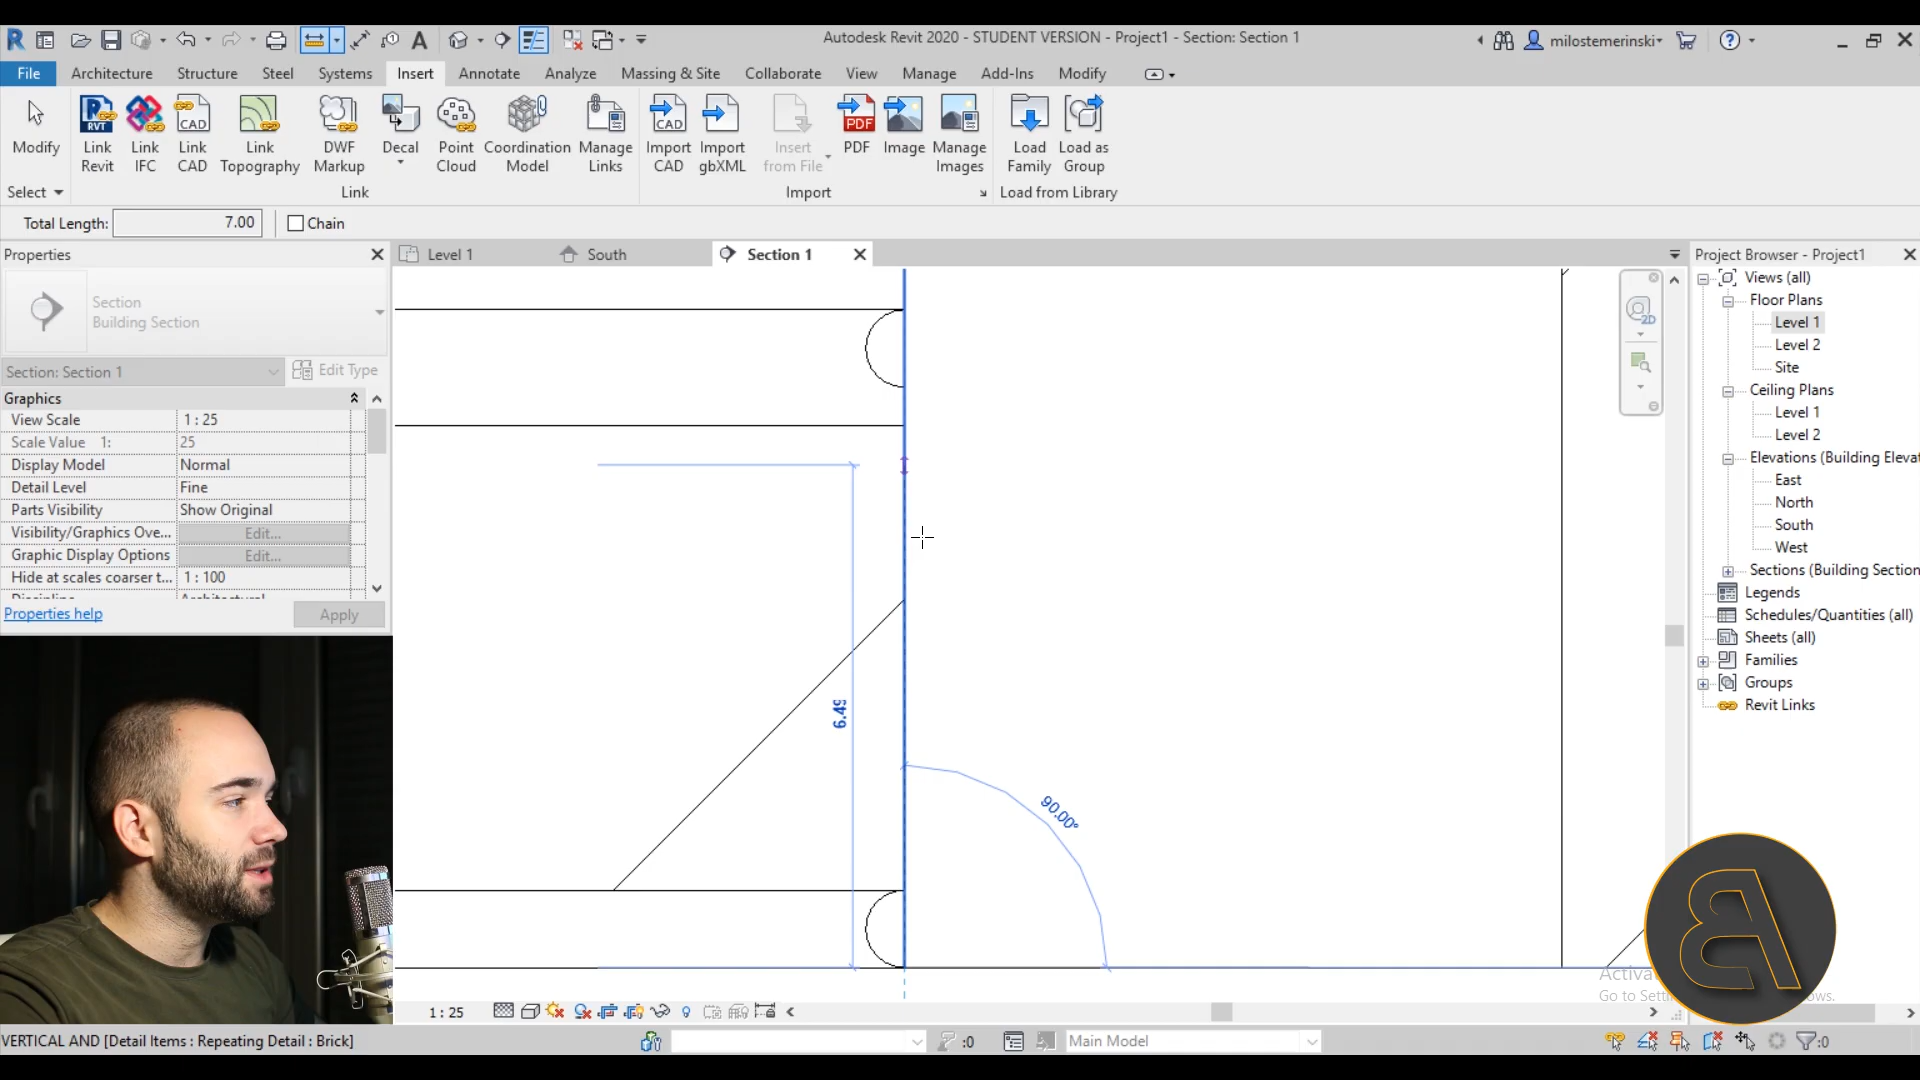 Autodesk Revit 2020 - STUDENT VERSION - Project1 - Section: Section 1
milostemerinski
File Architecture Structure Steel Systems Insert Annotate Analyze Massing & Site Collaborate View Manage Add-Ins Modify
Modify
Link Revit
Link IFC
Link CAD
Link Topography
DWF Markup
Decal
Point Cloud
Coordination Model
Manage Links
Import CAD
Import gbXML
Insert from File
PDF
Image
Manage Images
Load Family
Load as Group
Select
Link
Import
Load from Library
Total Length: 7.00 Chain
Properties
Level 1
South
Section 1
Project Browser - Project1
Section
Building Section
Section: Section 1 Edit Type
Graphics
View Scale 1 : 25
Scale Value 1: 25
Display Model Normal
Detail Level Fine
Parts Visibility Show Original
Visibility/Graphics Ove... Edit...
Graphic Display Options Edit...
Hide at scales coarser t... 1 : 100
Properties help Apply
2D
Views (all)
Floor Plans
Level 1
Level 2
Site
Ceiling Plans
Level 1
Level 2
Elevations (Building Eleva
East
North
South
West
Sections (Building Section
Legends
Schedules/Quantities (all)
Sheets (all)
Families
Groups
Revit Links
6.49
90.00°
1 : 25
VERTICAL AND [Detail Items : Repeating Detail : Brick]
:0
Main Model
:0